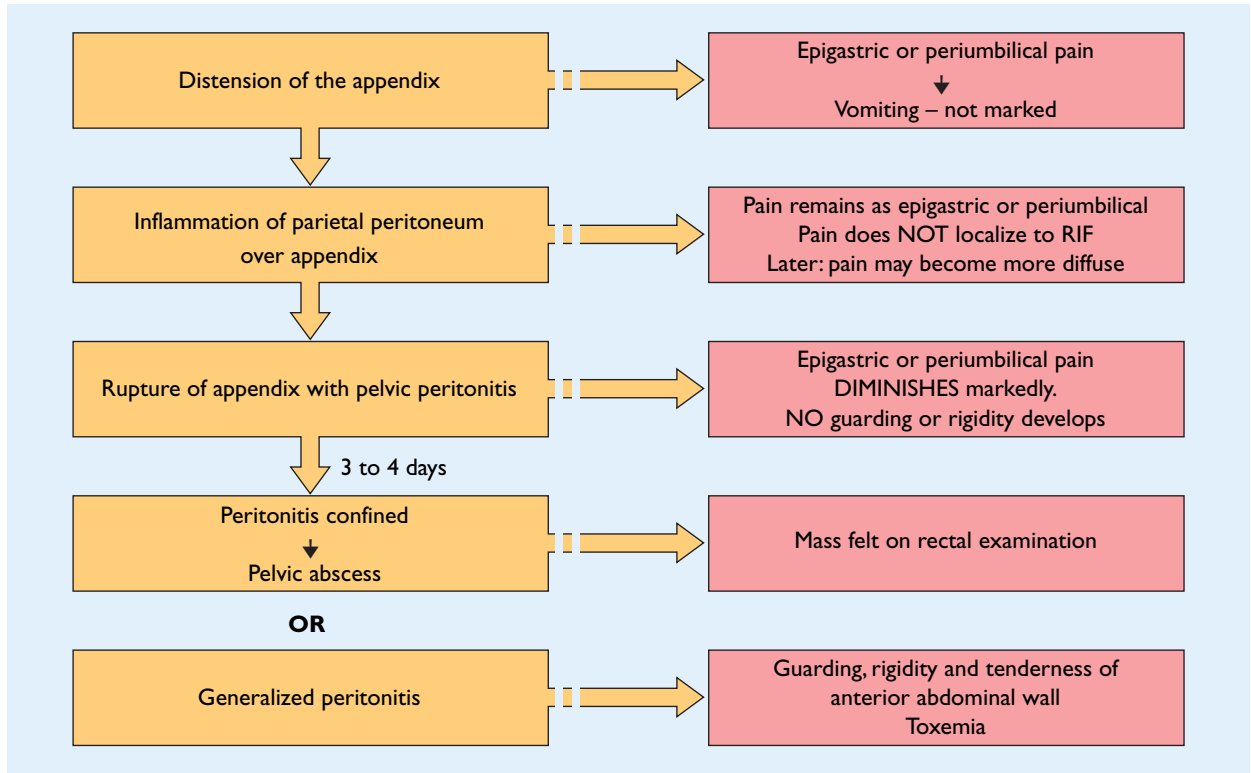 Distension of the appendix
Epigastric or periumbilical pain
Vomiting – not marked
Inflammation of parietal peritoneum
over appendix
Pain remains as epigastric or periumbilical
Pain does NOT localize to RIF
Later: pain may become more diffuse
Rupture of appendix with pelvic peritonitis
Epigastric or periumbilical pain
DIMINISHES markedly.
NO guarding or rigidity develops
3 to 4 days
Peritonitis confined
Pelvic abscess
Mass felt on rectal examination
OR
Generalized peritonitis
Guarding, rigidity and tenderness of
anterior abdominal wall
Toxemia